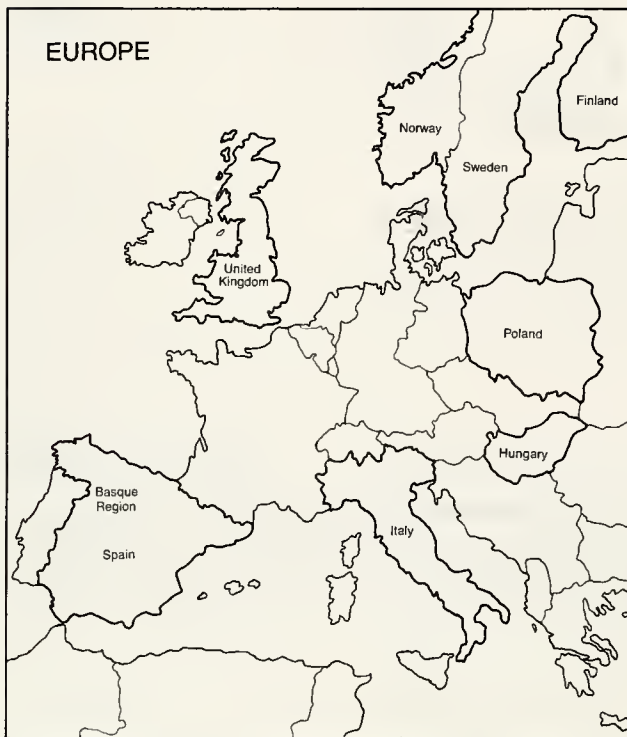 EUROPE
Finland
Norway
Sweden
United
Kingdom
Poland
Hungary
Basque
Region
Italy
Spain